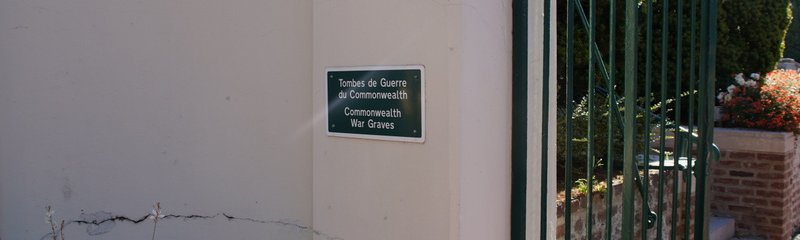 Tombes de Guerre
du Commonwealth
Commonwealth
War Graves